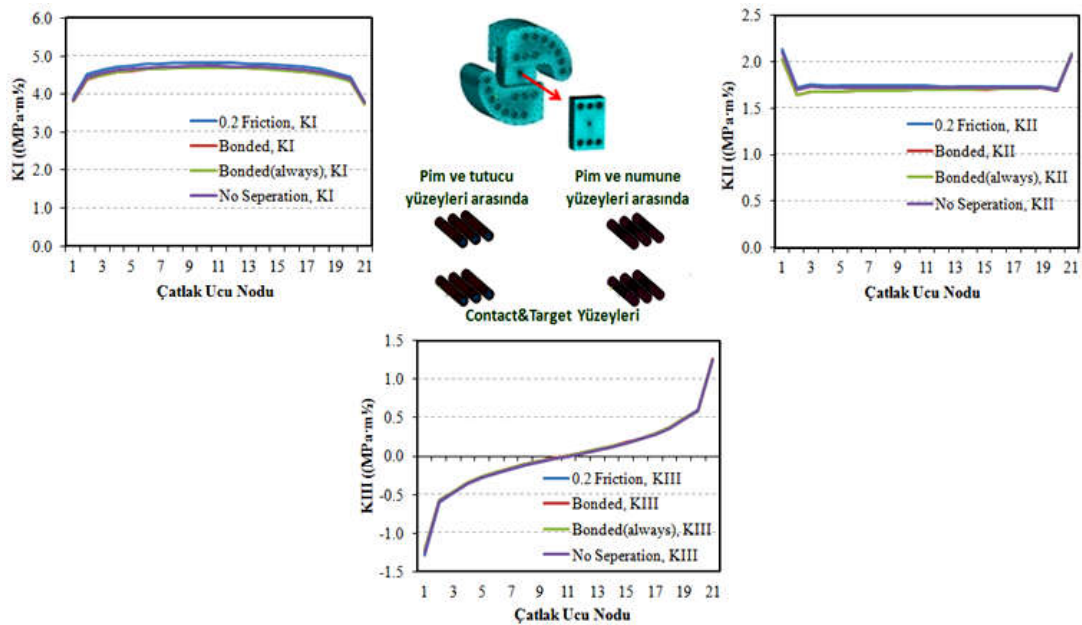 6.0
5.0
4.0
3.0
2.0
1.0
0.0
KI ((MPa·m½)
0.2 Friction, KI
Bonded, KI
Bonded(always), KI
No Seperation, KI
1 3 5 7 9 11 13 15 17 19 21
Çatlak Ucu Nodu
Pim ve tutucu
yüzeyleri arasında
Pim ve numune
yüzeyleri arasında
Contact&Target Yüzeyleri
2.5
2.0
1.5
1.0
0.5
0.0
KII ((MPa·m½)
0.2 Friction, KII
Bonded, KII
Bonded(always), KII
No Seperation, KII
1 3 5 7 9 11 13 15 17 19 21
Çatlak Ucu Nodu
1.5
1.0
0.5
0.0
-0.5
-1.0
-1.5
KIII ((MPa·m½)
0.2 Friction, KIII
Bonded, KIII
Bonded(always), KIII
No Seperation, KIII
1 3 5 7 9 11 13 15 17 19 21
Çatlak Ucu Nodu